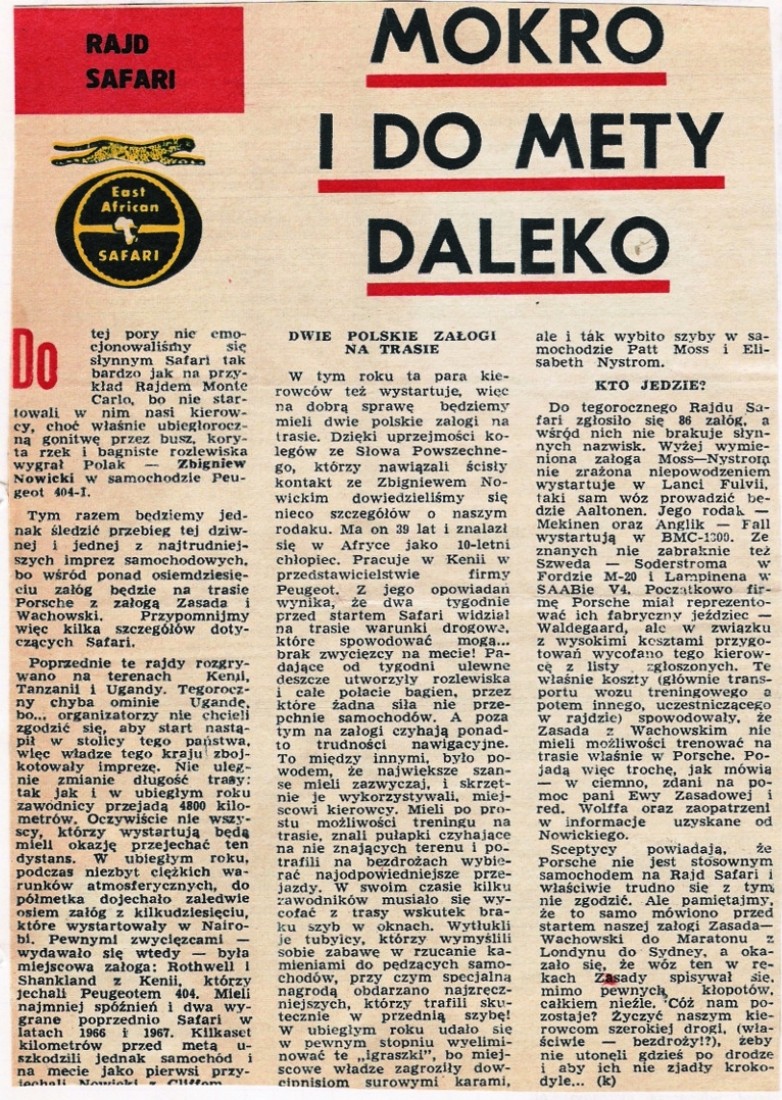 RAJD
SAFARI
East
African
SAFARI
MOKRO
I DO METY
DALEKO
Do tej pory nie emo-
cjonowaliśmy się
słynnym Safari tak
bardzo jak na przy-
kład Rajdem Monte
Carlo, bo nie star-
towali w nim nasi kierow-
cy, choć właśnie ubiegłorocz-
ną gonitwę przez busz, kory-
ta rzek i bagniste rozlewiska
wygrał Polak — Zbigniew
Nowicki w samochodzie Peu-
geot 404-I.
Tym razem będziemy jed-
nak śledzić przebieg tej dziw-
nej i jednej z najtrudniej-
szych imprez samochodowych,
bo wśród ponad osiemdziesię-
ciu załóg będzie na trasie
Porsche z załogą Zasada i
Wachowski. Przypomnijmy
więc kilka szczegółów doty-
czących Safari.
Poprzednie te rajdy rozgry-
wano na terenach Kenii,
Tanzanii i Ugandy. Tegorocz-
ny chyba ominie Ugandę,
bo... organizatorzy nie chcieli
zgodzić się, aby start nastą-
pił w stolicy tego państwa,
więc władze tego kraju zboj-
kotowały imprezę. Nie uleg-
nie zmianie długość trasy:
tak jak i w ubiegłym roku
zawodnicy przejadą 4800 kilo-
metrów. Oczywiście nie wszy-
scy, którzy wystartują będą
mieli okazję przejechać ten
dystans. W ubiegłym roku,
podczas niezbyt ciężkich wa-
runków atmosferycznych, do
półmetka dojechało zaledwie
osiem załóg z kilkudziesięciu,
które wystartowały w Nairo-
bi. Pewnymi zwycięzcami —
wydawało się wtedy — była
miejscowa załoga: Rothwell i
Shankland z Kenii, którzy
jechali Peugeotem 404. Mieli
najmniej spóźnień i dwa wy-
grane poprzednio Safari w
latach 1966 i 1967. Kilkaset
kilometrów przed metą u-
szkodzili jednak samochód i
na mecie jako pierwsi przy-
jechali Nowicki z Cliffem.
DWIE POLSKIE ZAŁOGI
NA TRASIE
W tym roku ta para kie-
rowców też wystartuje, więc
na dobrą sprawę będziemy
mieli dwie polskie załogi na
trasie. Dzięki uprzejmości ko-
legów ze Słowa Powszechne-
go, którzy nawiązali ścisły
kontakt ze Zbigniewem No-
wickim dowiedzieliśmy się
nieco szczegółów o naszym
rodaku. Ma on 39 lat i znalazł
się w Afryce jako 10-letni
chłopiec. Pracuje w Kenii w
przedstawicielstwie firmy
Peugeot. Z jego opowiadań
wynika, że dwa tygodnie
przed startem Safari widział
na trasie warunki drogowe,
które spowodować mogą...
brak zwycięzcy na mecie! Pa-
dające od tygodni ulewne
deszcze utworzyły rozlewiska
i całe połacie bagien, przez
które żadna siła nie prze-
pchnie samochodów. A poza
tym na załogi czyhają ponad-
to trudności nawigacyjne.
To między innymi, było po-
wodem, że największe szan-
se mieli zazwyczaj, i skrzęt-
nie je wykorzystywali, miej-
scowi kierowcy. Mieli po pro-
stu możliwości treningu na
trasie, znali pułapki czyhające
na nie znających terenu i po-
trafili na bezdrożach wybie-
rać najodpowiedniejsze prze-
jazdy. W swoim czasie kilku
zawodników musiało się wy-
cofać z trasy wskutek bra-
ku szyb w oknach. Wytłukli
je tubylcy, którzy wymyślili
sobie zabawę w rzucanie ka-
mieniami do pędzących samo-
chodów, przy czym specjalną
nagrodą obdarzano najzręcz-
niejszych, którzy trafili sku-
tecznie w przednią szybę!
W ubiegłym roku udało się
w pewnym stopniu wyelimi-
nować te „igraszki”, bo miej-
scowe władze zagroziły dow-
cipnisiom surowymi karami,
ale i tak wybito szyby w sa-
mochodzie Patt Moss i Eli-
sabeth Nystrom.
KTO JEDZIE?
Do tegorocznego Rajdu Sa-
fari zgłosiło się 86 załóg, a
wśród nich nie brakuje słyn-
nych nazwisk. Wyżej wymie-
niona załoga Moss—Nystrom
nie zrażona niepowodzeniem
wystartuje w Lanci Fulvii,
taki sam wóz prowadzić bę-
dzie Aaltonen. Jego rodak —
Mekinen oraz Anglik — Fall
wystartują w BMC-1300. Ze
znanych nie zabraknie też
Szweda — Soderstroma w
Fordzie M-20 i Lampinena w
SAABie V4. Początkowo fir-
mę Porsche miał reprezento-
wać ich fabryczny jeździec —
Waldegaard, ale w związku
z wysokimi kosztami przygo-
towań wycofano tego kierow-
cę z listy zgłoszonych. Te
właśnie koszty (głównie trans-
portu wozu treningowego a
potem innego, uczestniczącego
w rajdzie) spowodowały, że
Zasada z Wachowskim nie
mieli możliwości trenować na
trasie właśnie w Porsche. Po-
jadą więc trochę, jak mówią
— w ciemno, zdani na po-
moc pani Ewy Zasadowej i
red. Wolffa oraz zaopatrzeni
w informacje uzyskane od
Nowickiego.
Sceptycy powiadają, że
Porsche nie jest stosownym
samochodem na Rajd Safari i
właściwie trudno się z tym
nie zgodzić. Ale pamiętajmy,
że to samo mówiono przed
startem naszej załogi Zasada—
Wachowski do Maratonu z
Londynu do Sydney, a oka-
zało się, że wóz ten w rę-
kach Zasady spisywał się,
mimo pewnych kłopotów,
całkiem nieźle. Cóż nam po-
zostaje? Życzyć naszym kie-
rowcom szerokiej drogi, (wła-
ściwie — bezdroży!?), żeby
nie utonęli gdzieś po drodze
i aby ich nie zjadły kroko-
dyle... (k)